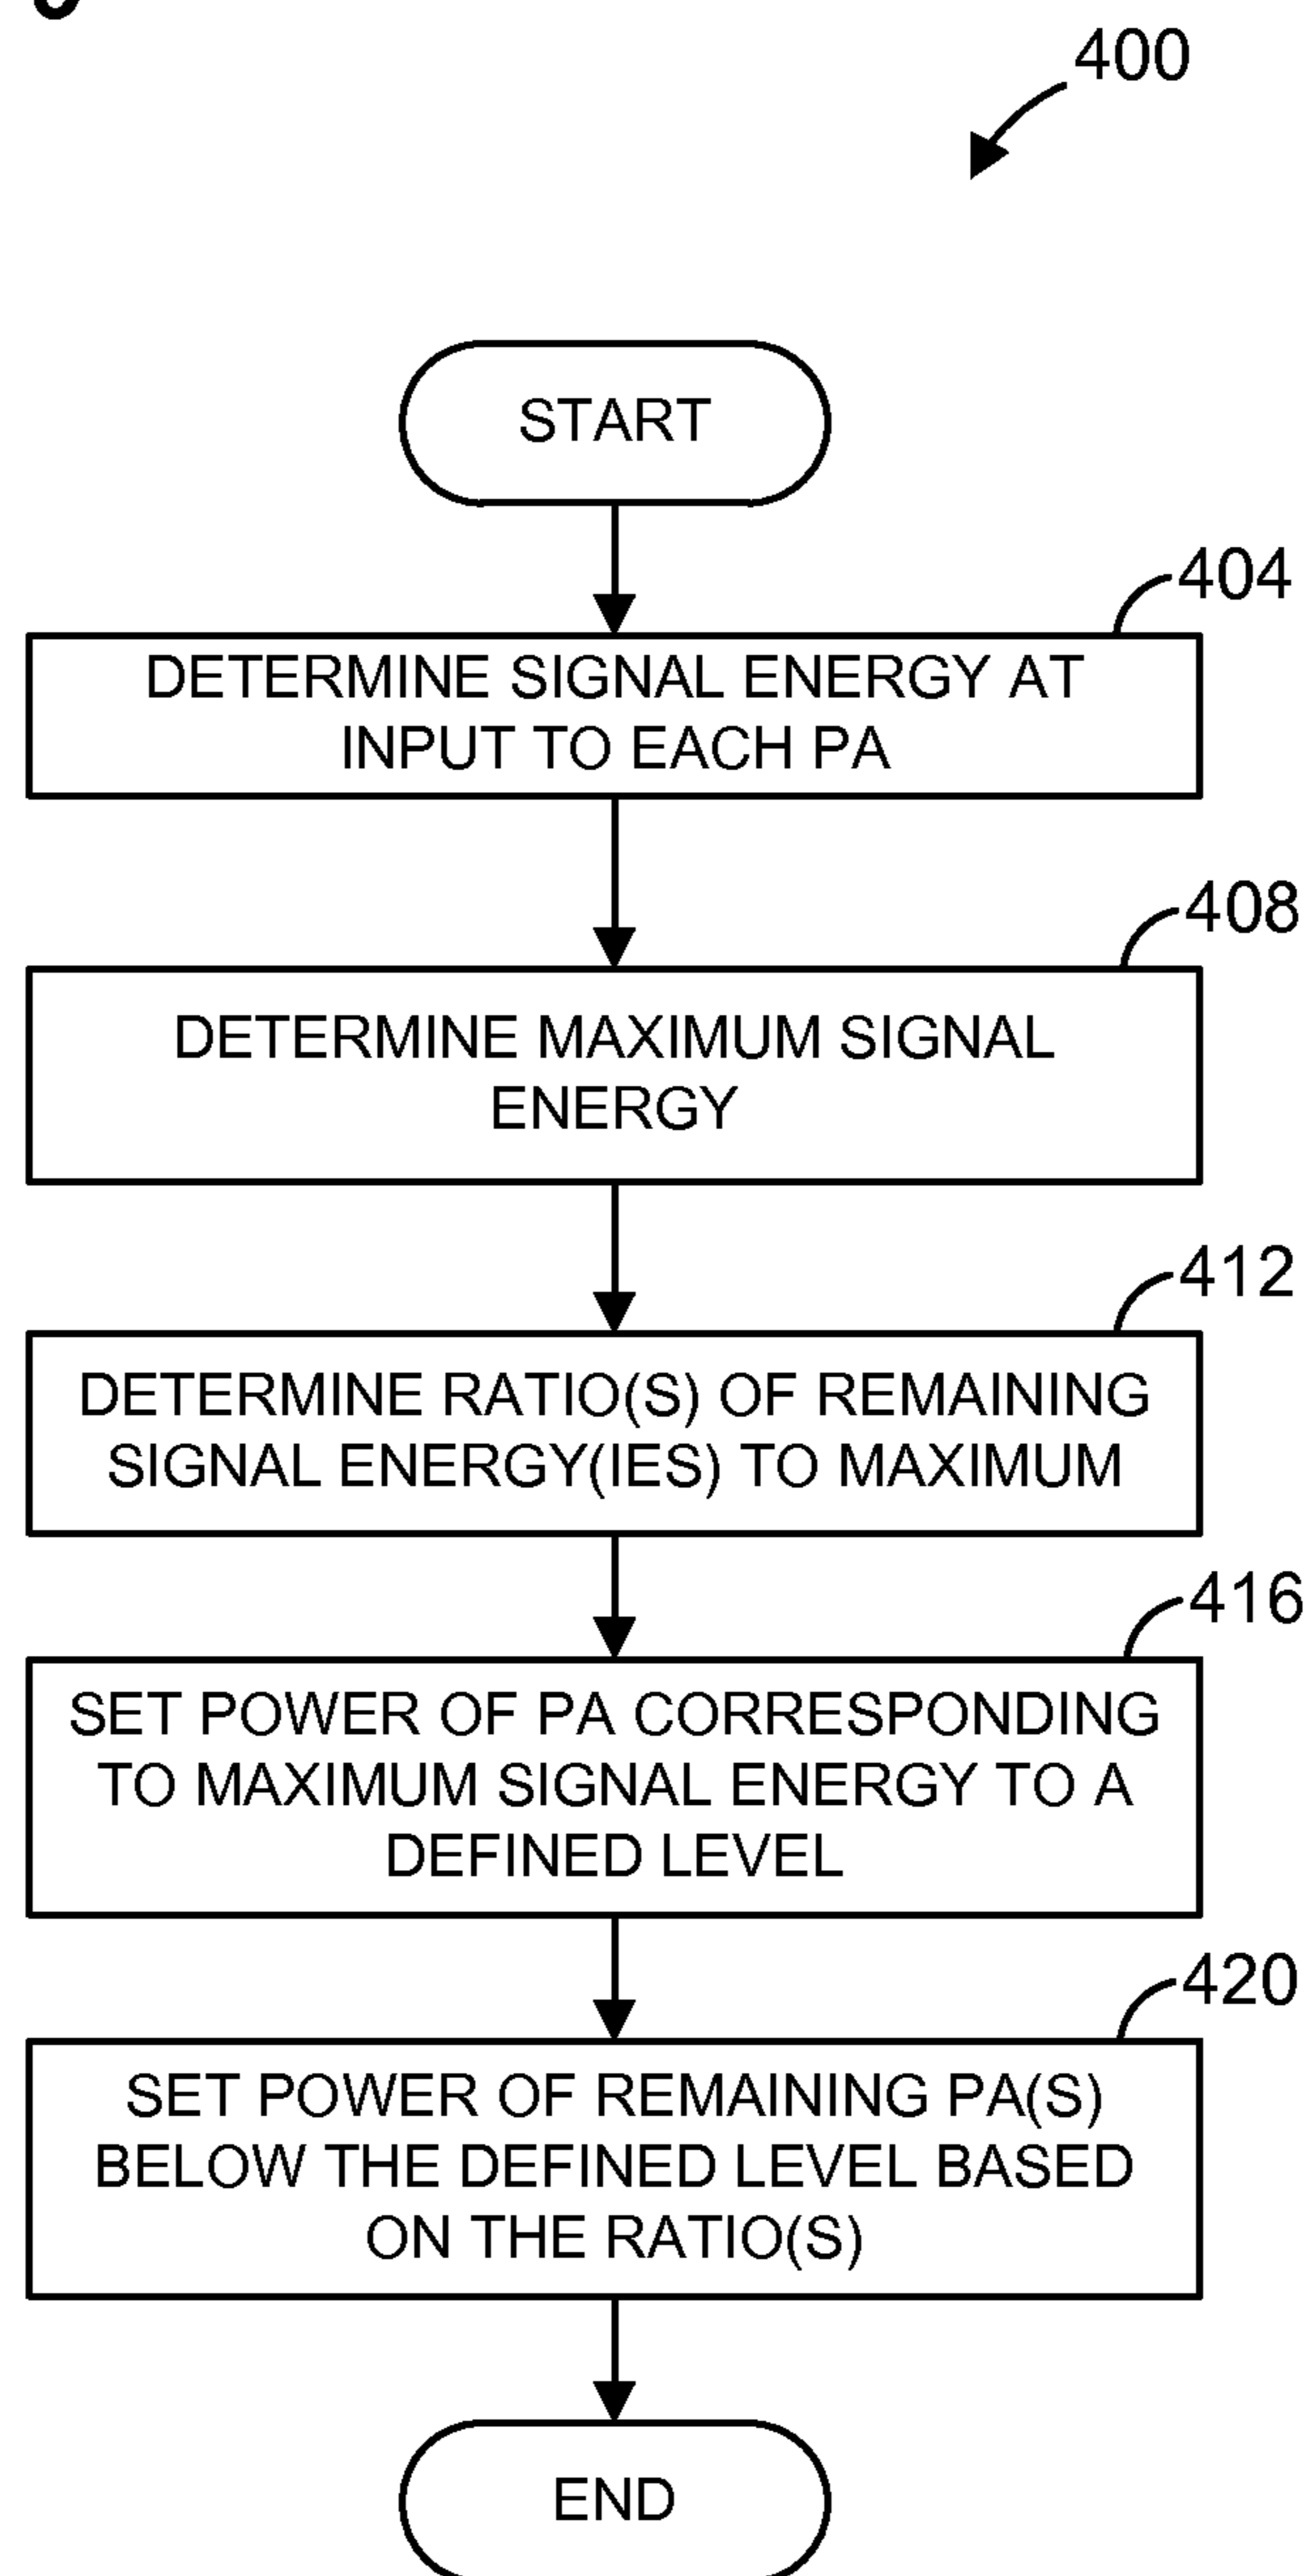 400
START
404
DETERMINE SIGNAL ENERGY AT
INPUT TO EACH PA
408
DETERMINE MAXIMUM SIGNAL
ENERGY
412
DETERMINE RATIO(S) OF REMAINING
SIGNAL ENERGY(IES) TO MAXIMUM
416
SET POWER OF PA CORRESPONDING
TO MAXIMUM SIGNAL ENERGY TO A
DEFINED LEVEL
420
SET POWER OF REMAINING PA(S)
BELOW THE DEFINED LEVEL BASED
ON THE RATIO(S)
END